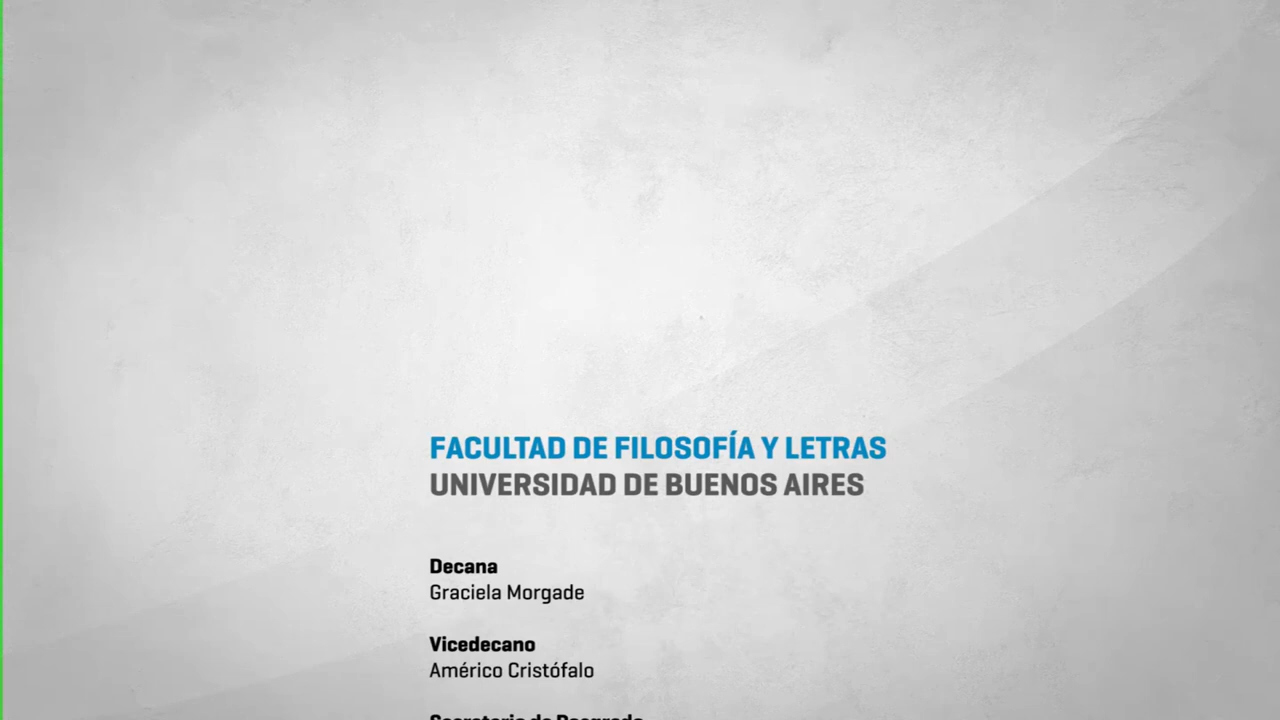 FACULTAD DE FILOSOFÍA Y LETRAS
UNIVERSIDAD DE BUENOS AIRES
Decana
Graciela Morgade
Vicedecano
Américo Cristófalo